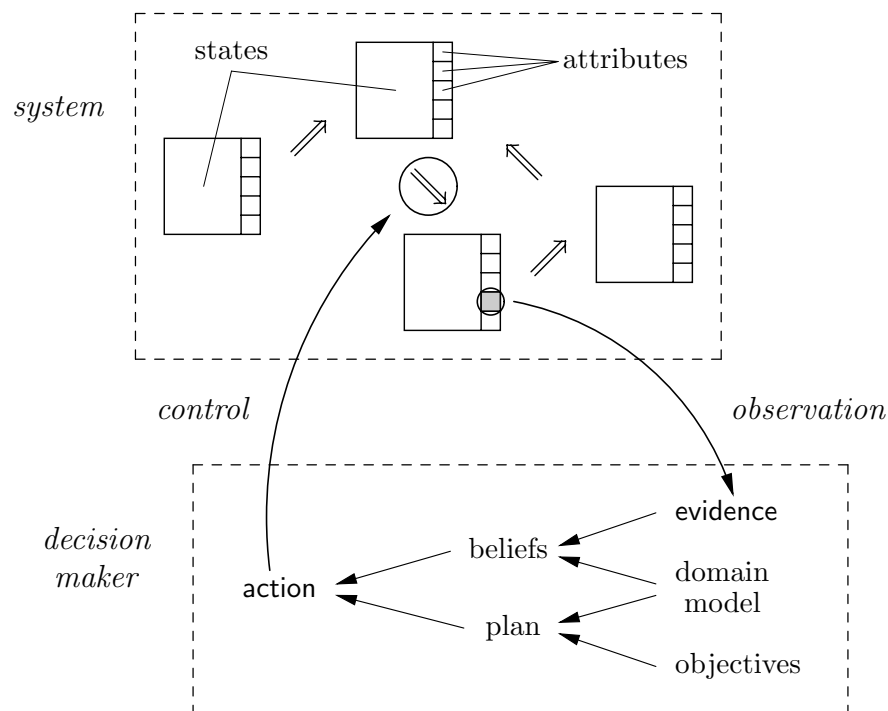 states
attributes
system
control
observation
evidence
decision
maker
beliefs
domain
model
action
plan
objectives